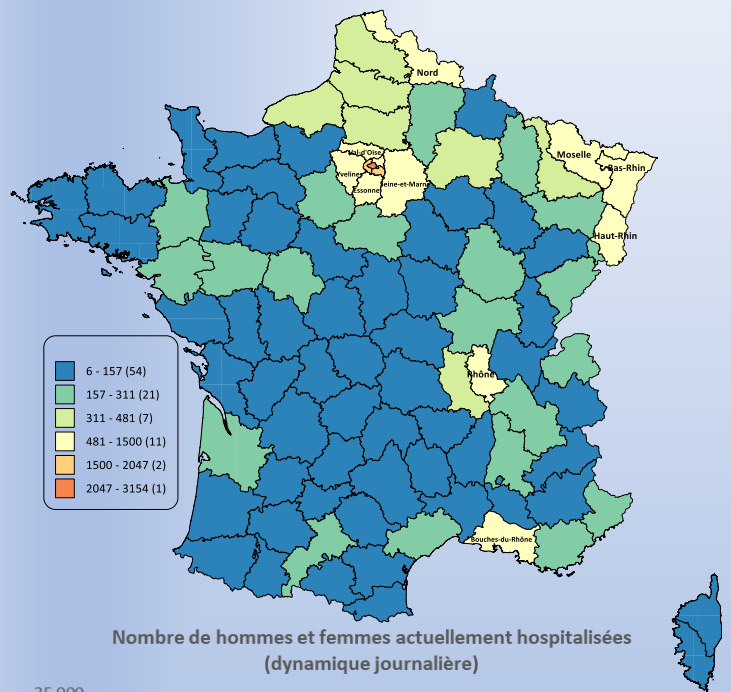 Nord
Val-d'Oise
Moselle
Bas-Rhin
Yvelines
Seine-et-Marne
Essonne
Haut-Rhin
6 - 157 (54)
157 - 311 (21)
311 - 481 (7)
481 - 1500 (11)
1500 - 2047 (2)
2047 - 3154 (1)
Rhône
Bouches-du-Rhône
Nombre de hommes et femmes actuellement hospitalisées
(dynamique journalière)